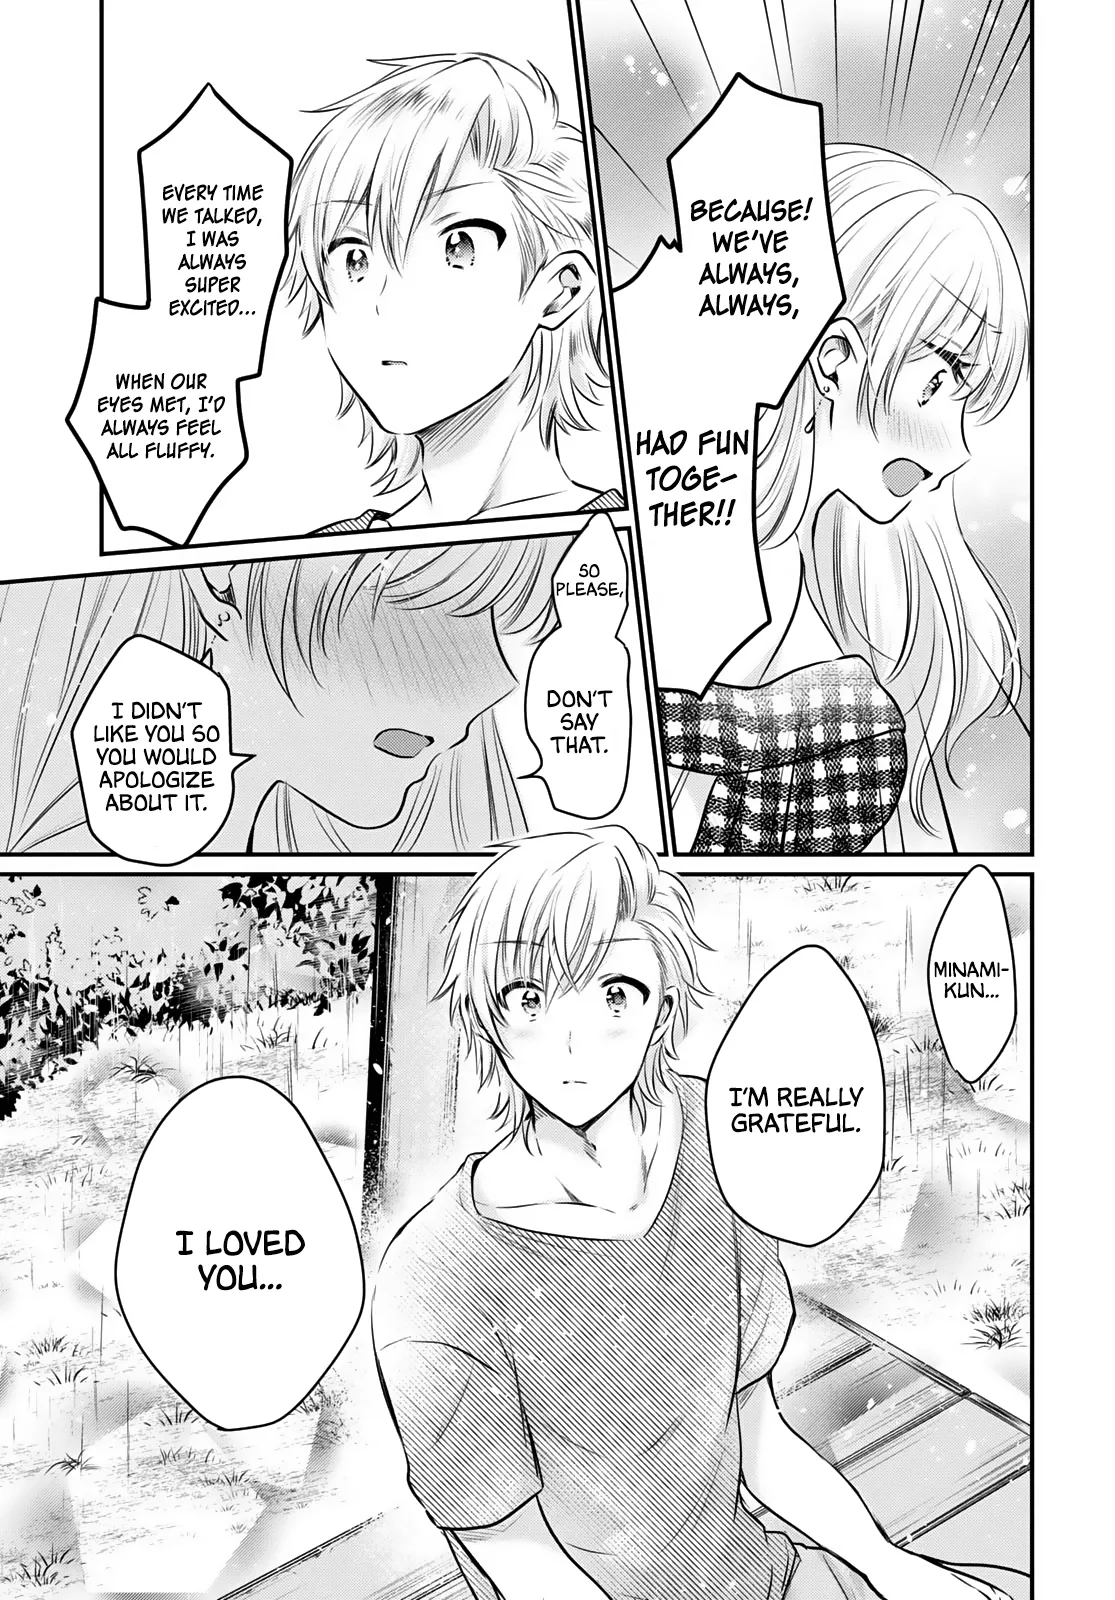 BECAUSE!
WE'VE
ALWAYS,
ALWAYS,
HAD FUN
TOGE-
THER!!
EVERY TIME
WE TALKED,
I WAS
ALWAYS
SUPER
EXCITED...
WHEN OUR
EYES MET, I'D
ALWAYS FEEL
ALL FLUFFY.
SO
PLEASE,
DON'T
SAY
THAT.
I DIDN'T
LIKE YOU SO
YOU WOULD
APOLOGIZE
ABOUT IT.
MINAMI-
KUN...
I'M REALLY
GRATEFUL.
I LOVED
YOU...